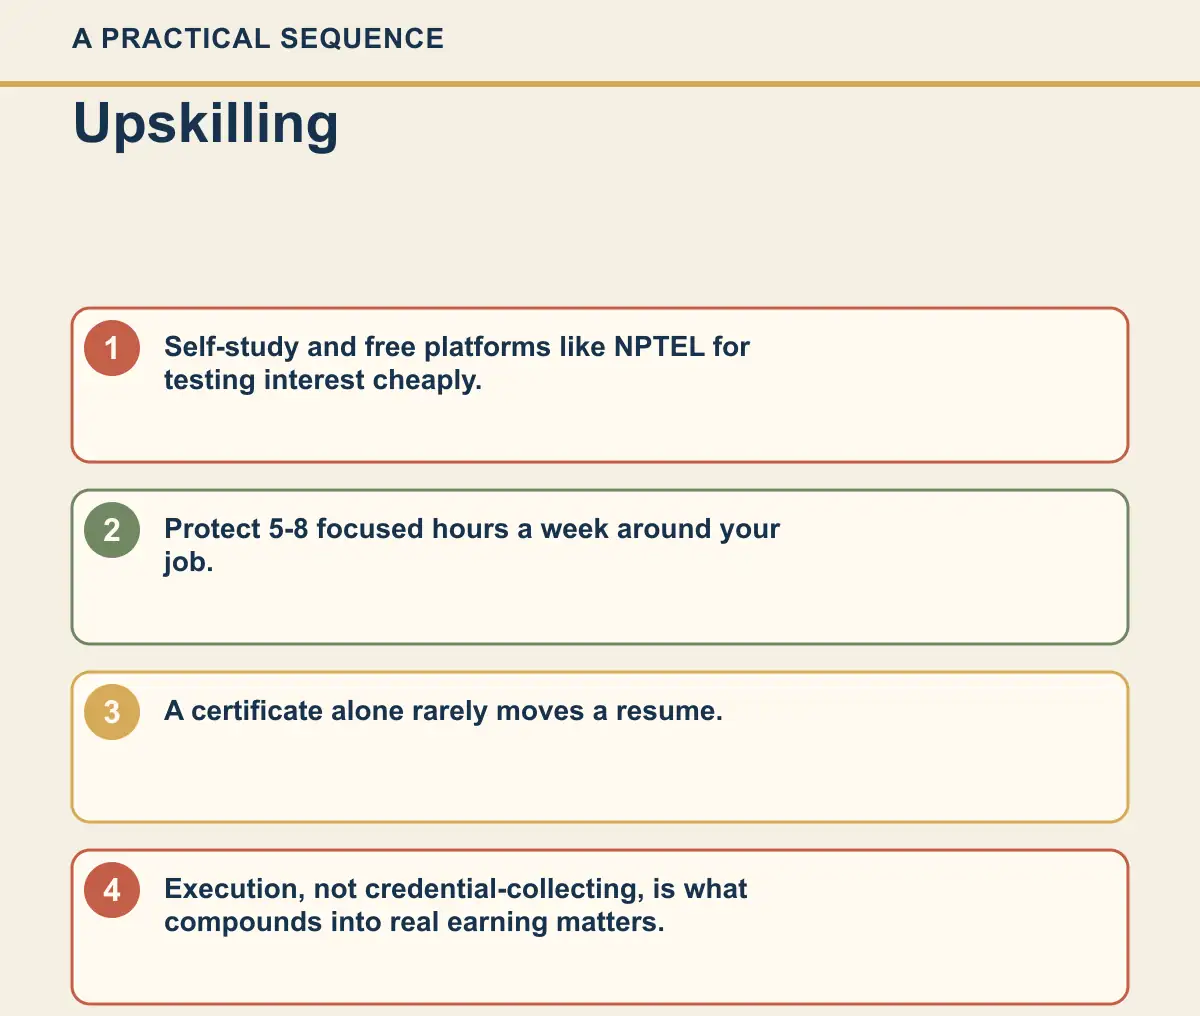 A PRACTICAL SEQUENCE
Upskilling
1
Self-study and free platforms like NPTEL for
testing interest cheaply.
2
Protect 5-8 focused hours a week around your
job.
3
A certificate alone rarely moves a resume.
4
Execution, not credential-collecting, is what
compounds into real earning matters.